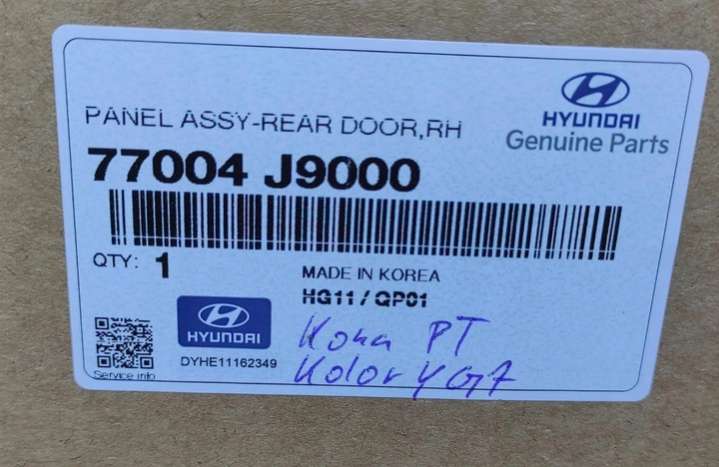 PANEL ASSY-REAR DOOR,RH
HYUNDAI
Genuine Parts
77004 J9000
QTY: 1
MADE IN KOREA
HG11 / QP01
HYUNDAI
DYHE11162349
Service info
Kona PT
Kolor YG7